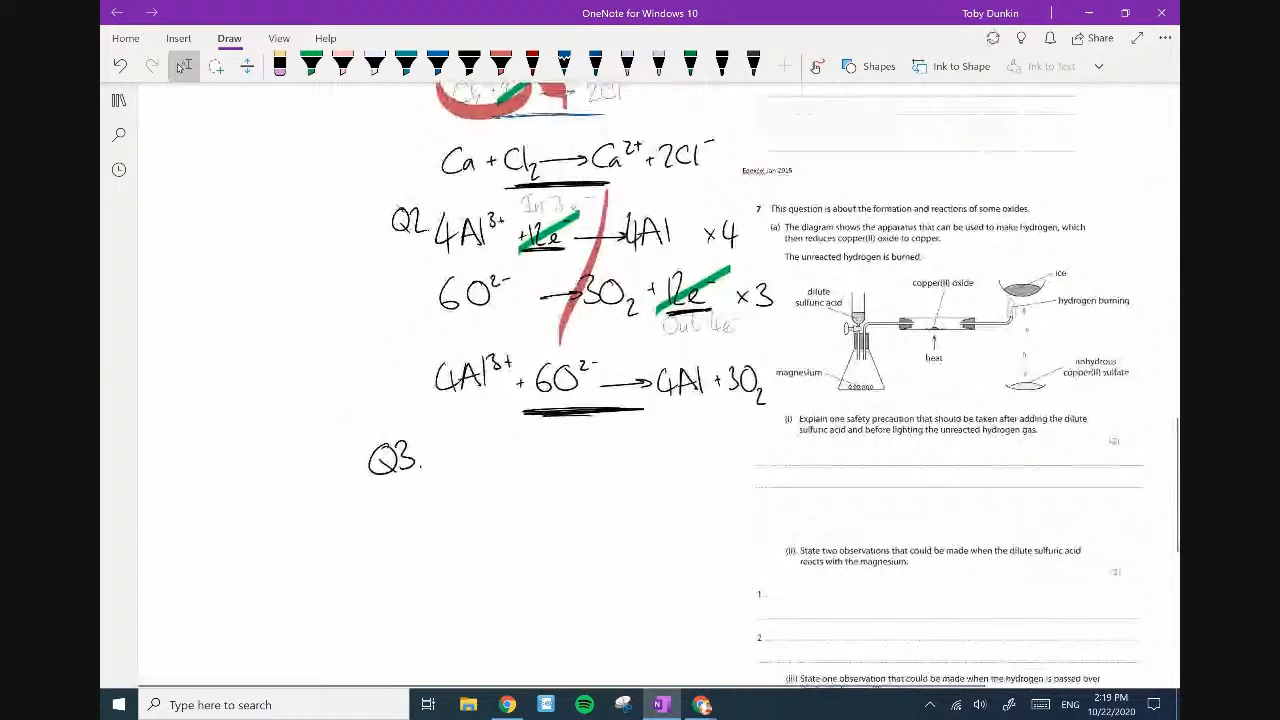 OneNote for Windows 10
Toby Dunkin
Home Insert Draw View Help
Share
Shapes Ink to Shape Ink to Text
Ca + Cl₂ → Ca²⁺ + 2Cl⁻
In 3e⁻
Q2 4Al³⁺ +12e⁻ → 4Al ×4
6O²⁻ → 3O₂ + 12e⁻ ×3
Out 4e⁻
4Al³⁺ + 6O²⁻ → 4Al + 3O₂
Q3.
Edexcel Jan 2015
7 This question is about the formation and reactions of some oxides.
(a) The diagram shows the apparatus that can be used to make hydrogen, which
then reduces copper(II) oxide to copper.
The unreacted hydrogen is burned.
ice
copper(II) oxide
dilute
sulfuric acid
hydrogen burning
heat
magnesium
anhydrous
copper(II) sulfate
(i) Explain one safety precaution that should be taken after adding the dilute
sulfuric acid and before lighting the unreacted hydrogen gas.
(2)
(ii) State two observations that could be made when the dilute sulfuric acid
reacts with the magnesium.
(2)
1
2
(iii) State one observation that could be made when the hydrogen is passed over
Type here to search
ENG
2:19 PM
10/22/2020